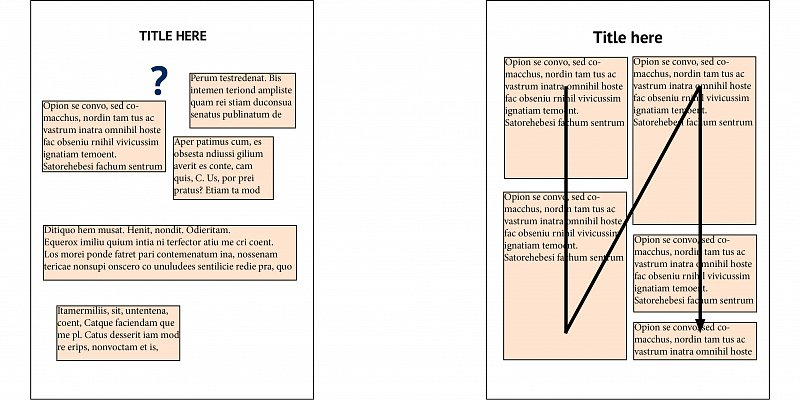 TITLE HERE
?
Perum testredenat. Bis
intemen teriond ampliste
quam rei stiam duconsua
senatus publinatum de
Opion se convo, sed co-
macchus, nordin tam tus ac
vastrum inatra omnihil hoste
fac obseniu rnihil vivicussim
ignatiam temoent.
Satorehebesi fachum sentrum
Aper patimus cum, es
obsesta ndiussi gilium
averit es conte, cam
quis, C. Us, por prei
pratus? Etiam ta mod
Ditiquo hem musat. Henit, nondit. Oditeritam.
Equerox imiliu quium intia ni terfector atiu me cri coent.
Los morei ponde fatret pari contemenatum ina, nossenam
tericae nonsupi onscero co unuludees sentilicie redie pra, quo
Itamermiliis, sit, untentena,
coent, Catque faciendam que
me pl. Catus desserit iam mod
re erips, nonvoctam et is,
Title here
Opion se convo, sed co-
macchus, nordin tam tus ac
vastrum inatra omnihil hoste
fac obseniu rnihil vivicussim
ignatiam temoent.
Satorehebesi fachum sentrum
Opion se convo, sed co-
macchus, nordin tam tus ac
vastrum inatra omnihil hoste
fac obseniu rnihil vivicussim
ignatiam temoent.
Satorehebesi fachum sentrum
Opion se convo, sed co-
macchus, nordin tam tus ac
vastrum inatra omnihil hoste
fac obseniu rnihil vivicussim
ignatiam temoent.
Satorehebesi fachum sentrum
Opion se convo, sed co-
macchus, nordin tam tus ac
vastrum inatra omnihil hoste
fac obseniu rnihil vivicussim
ignatiam temoent.
Satorehebesi fachum sentrum
Opion se convo, sed co-
macchus, nordin tam tus ac
vastrum inatra omnihil hoste